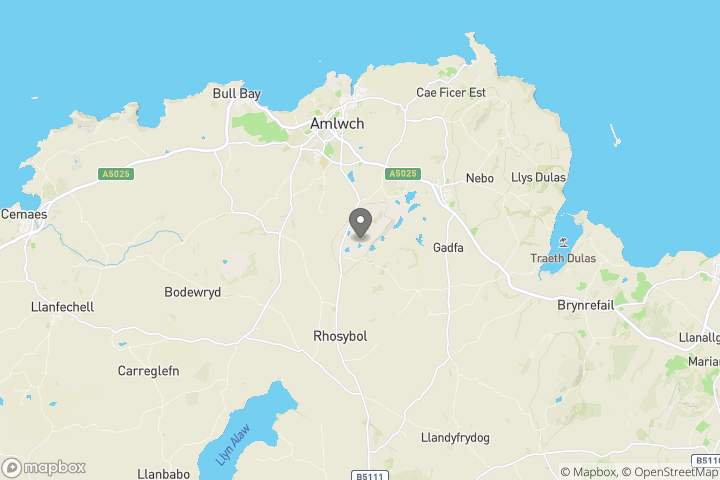 Bull Bay
Cae Ficer Est
Amlwch
A5025
A5025
Nebo
Llys Dulas
Cemaes
Gadfa
Traeth Dulas
Bodewryd
Llanfechell
Brynrefail
Rhosybol
Llanallg
Marian
Carreglefn
Llyn Alaw
Llandyfrydog
Llanbabo
B5111
B5110
mapbox
© Mapbox, © OpenStreetMap